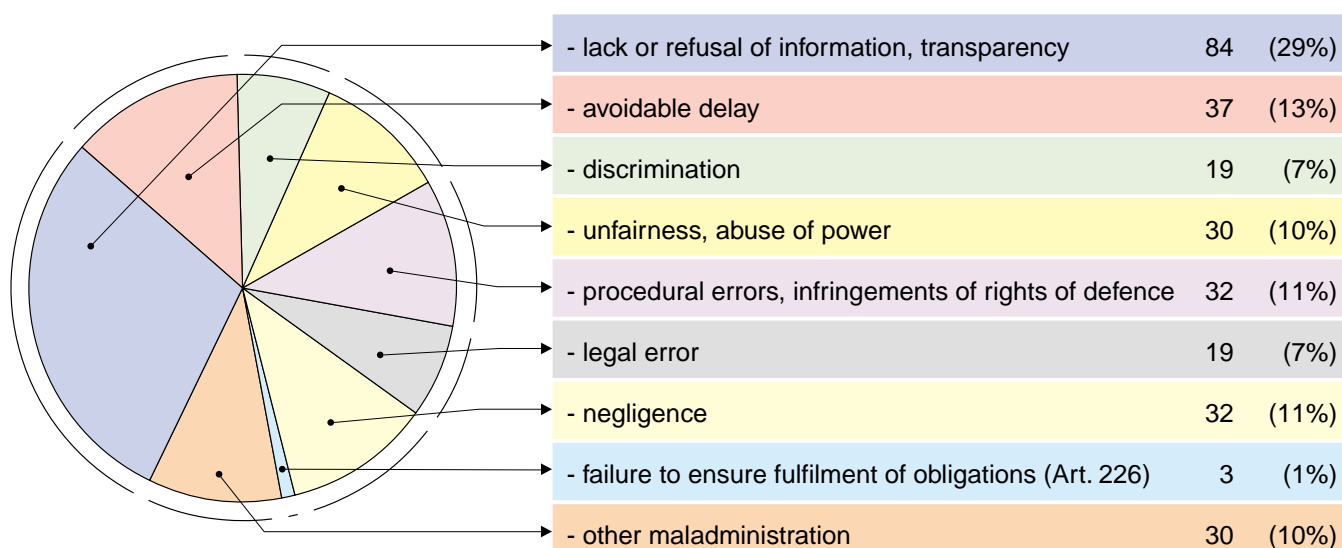 - lack or refusal of information, transparency 84 (29%)
- avoidable delay 37 (13%)
- discrimination 19 (7%)
- unfairness, abuse of power 30 (10%)
- procedural errors, infringements of rights of defence 32 (11%)
- legal error 19 (7%)
- negligence 32 (11%)
- failure to ensure fulfilment of obligations (Art. 226) 3 (1%)
- other maladministration 30 (10%)